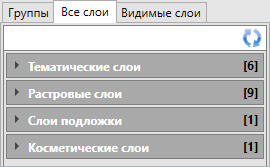 Группы Все слои Видимые слои
Тематические слои [6]
Растровые слои [9]
Слои подложки [1]
Косметические слои [1]